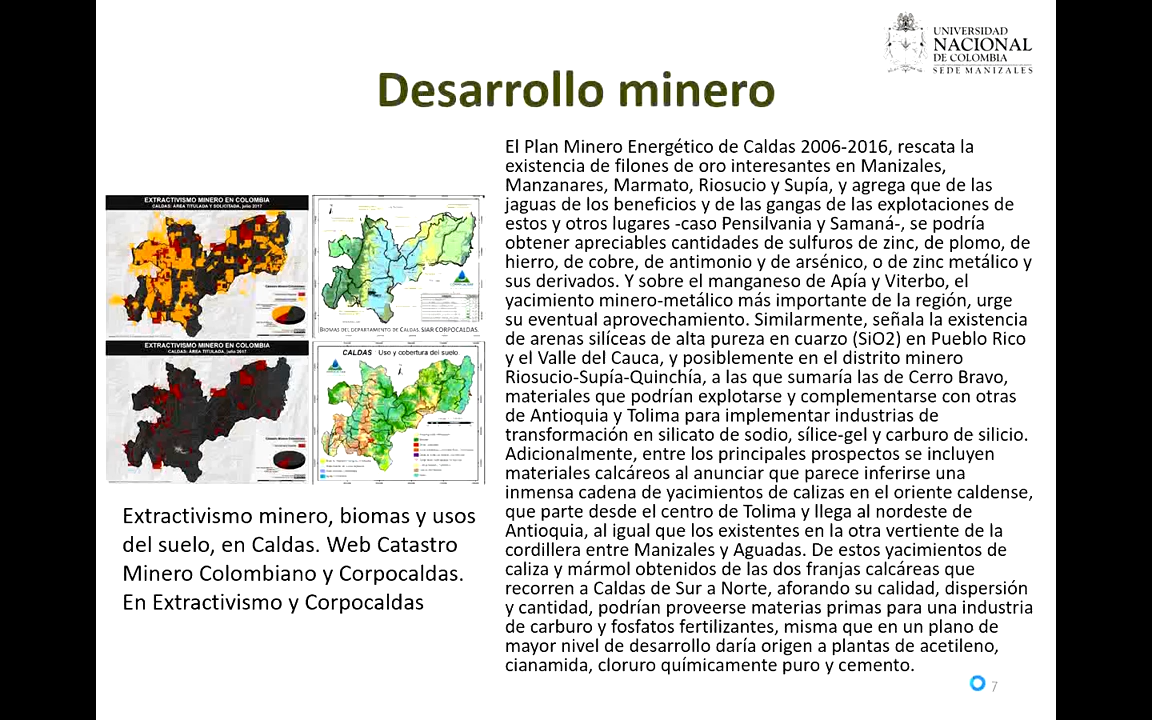 UNIVERSIDAD
NACIONAL
DE COLOMBIA
SEDE MANIZALES
Desarrollo minero
EXTRACTIVISMO MINERO EN COLOMBIA
CALDAS: ÁREA TITULADA Y SOLICITADA, julio 2017
BIOMAS DEL DEPARTAMENTO DE CALDAS. SIAR CORPOCALDAS.
EXTRACTIVISMO MINERO EN COLOMBIA
CALDAS: ÁREA TITULADA, julio 2017
CALDAS Uso y cobertura del suelo
Extractivismo minero, biomas y usos
del suelo, en Caldas. Web Catastro
Minero Colombiano y Corpocaldas.
En Extractivismo y Corpocaldas
El Plan Minero Energético de Caldas 2006-2016, rescata la
existencia de filones de oro interesantes en Manizales,
Manzanares, Marmato, Riosucio y Supía, y agrega que de las
jaguas de los beneficios y de las gangas de las explotaciones de
estos y otros lugares -caso Pensilvania y Samaná-, se podría
obtener apreciables cantidades de sulfuros de zinc, de plomo, de
hierro, de cobre, de antimonio y de arsénico, o de zinc metálico y
sus derivados. Y sobre el manganeso de Apía y Viterbo, el
yacimiento minero-metálico más importante de la región, urge
su eventual aprovechamiento. Similarmente, señala la existencia
de arenas silíceas de alta pureza en cuarzo (SiO2) en Pueblo Rico
y el Valle del Cauca, y posiblemente en el distrito minero
Riosucio-Supía-Quinchía, a las que sumaría las de Cerro Bravo,
materiales que podrían explotarse y complementarse con otras
de Antioquia y Tolima para implementar industrias de
transformación en silicato de sodio, sílice-gel y carburo de silicio.
Adicionalmente, entre los principales prospectos se incluyen
materiales calcáreos al anunciar que parece inferirse una
inmensa cadena de yacimientos de calizas en el oriente caldense,
que parte desde el centro de Tolima y llega al nordeste de
Antioquia, al igual que los existentes en la otra vertiente de la
cordillera entre Manizales y Aguadas. De estos yacimientos de
caliza y mármol obtenidos de las dos franjas calcáreas que
recorren a Caldas de Sur a Norte, aforando su calidad, dispersión
y cantidad, podrían proveerse materias primas para una industria
de carburo y fosfatos fertilizantes, misma que en un plano de
mayor nivel de desarrollo daría origen a plantas de acetileno,
cianamida, cloruro químicamente puro y cemento.
7